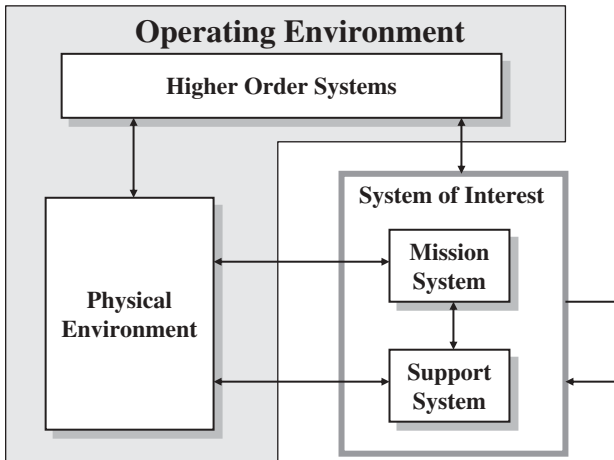 Operating Environment
Higher Order Systems
System of Interest
Mission
System
Physical
Environment
Support
System